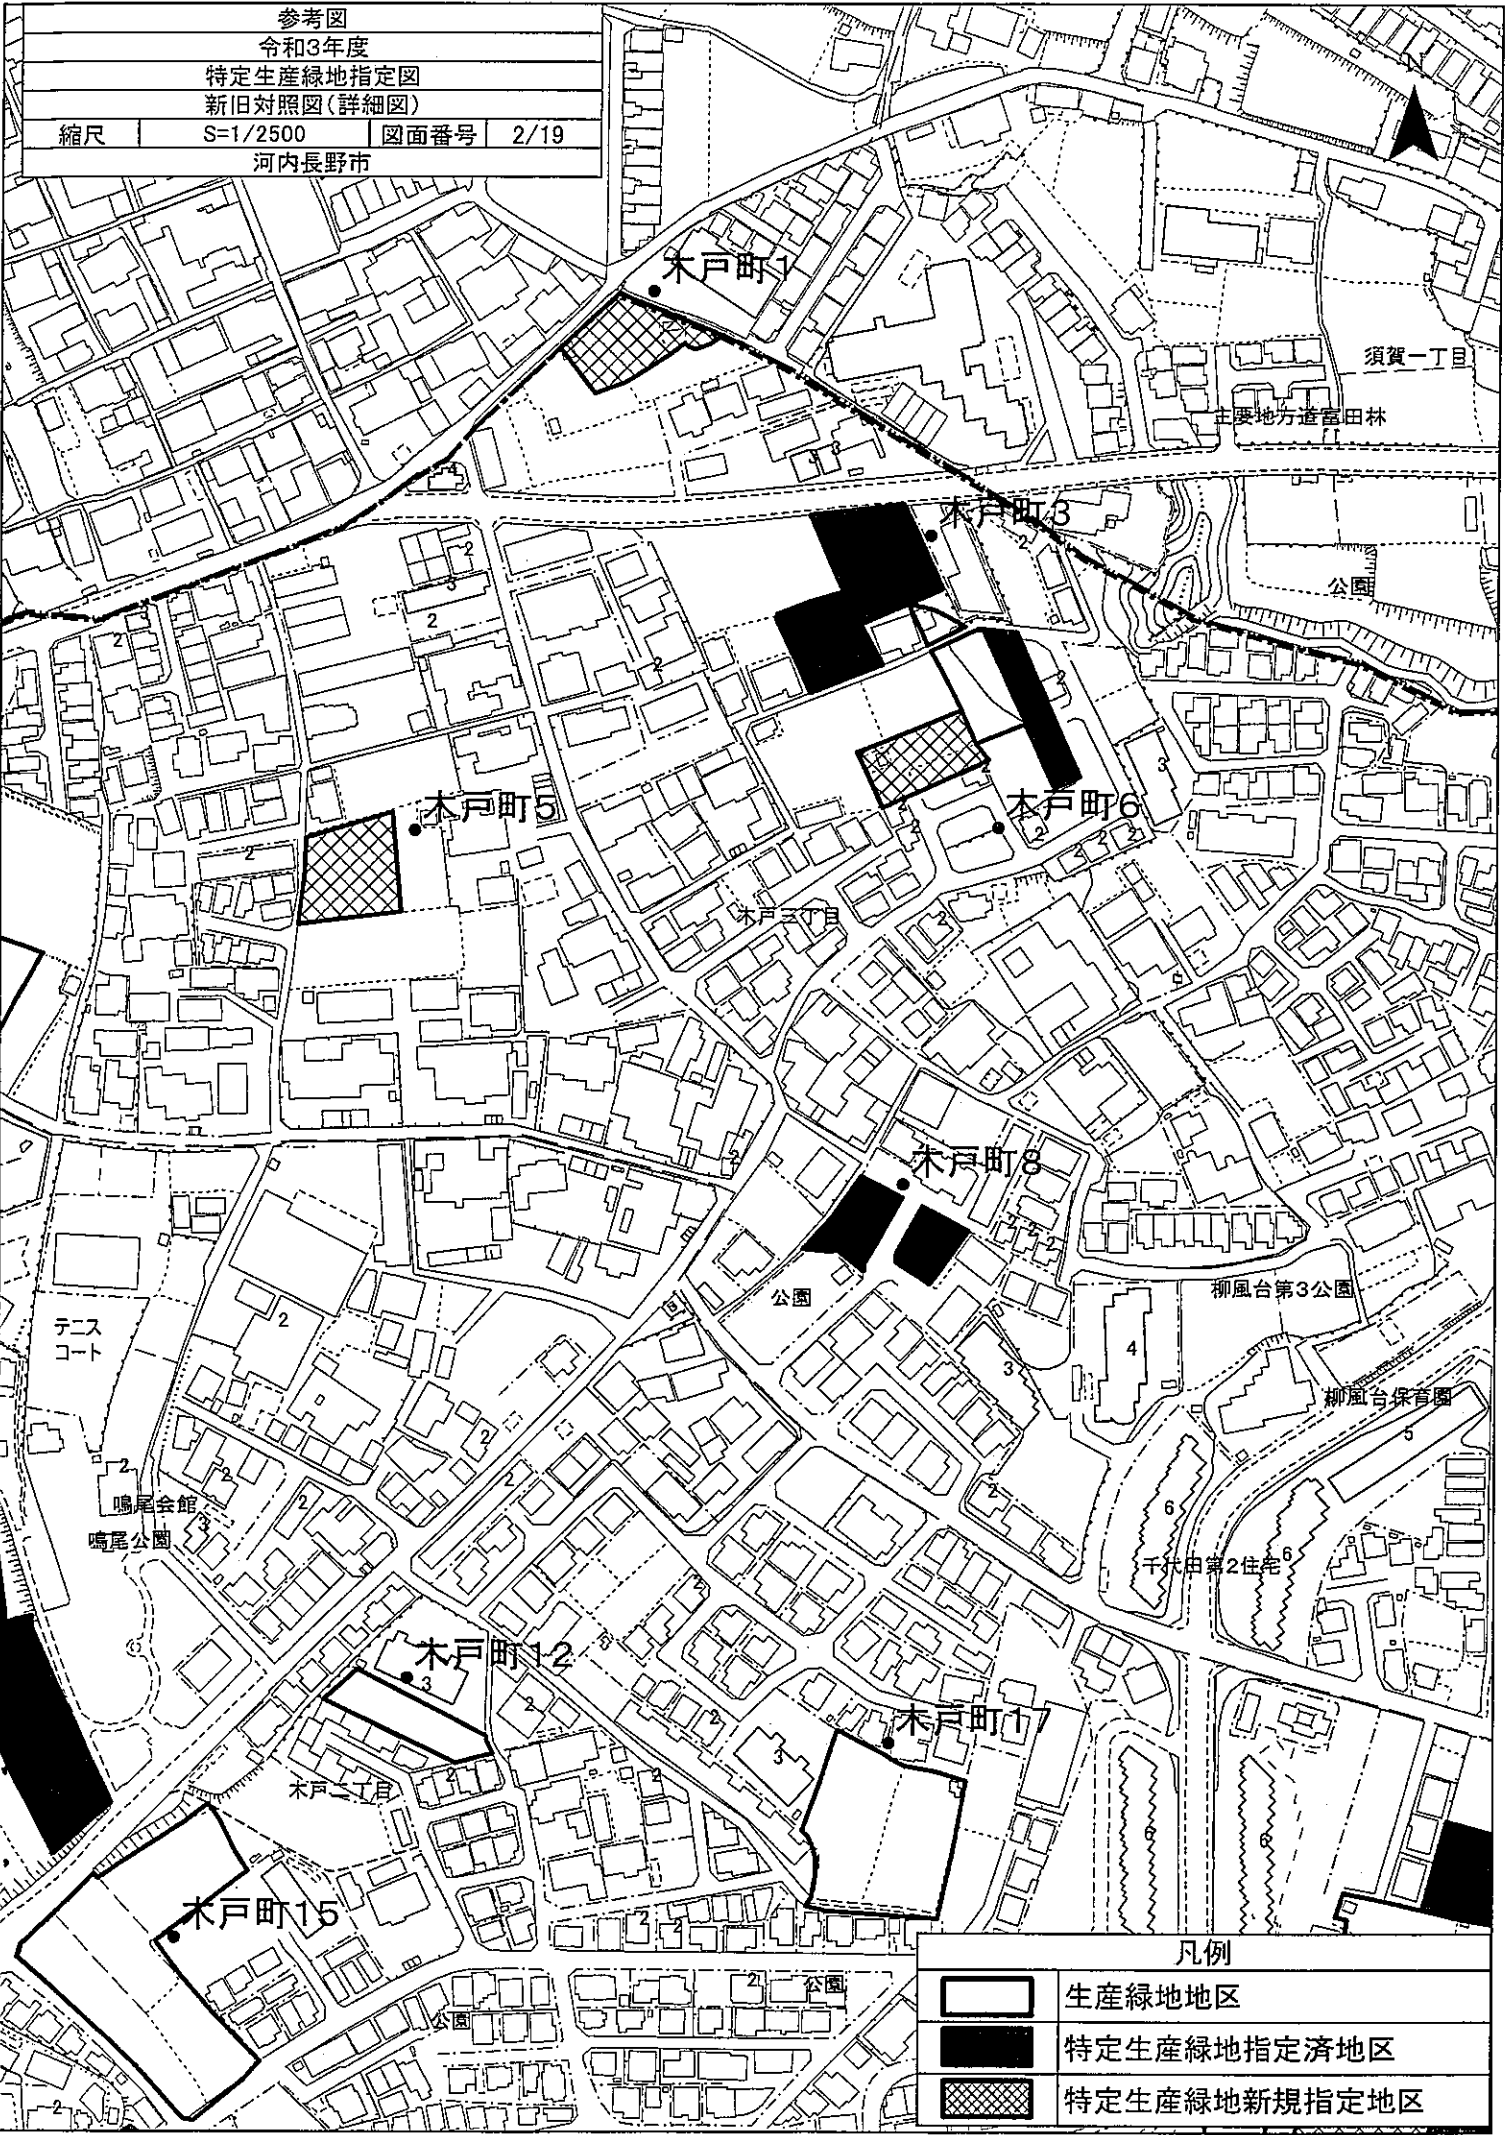 参考図
令和3年度
特定生産緑地指定図
新旧対照図(詳細図)
縮尺 S=1/2500 図面番号 2/19
河内長野市
N
木戸町1
須賀一丁目
主要地方道富田林
木戸町3
公園
木戸町5
木戸町6
木戸三丁目
木戸町8
公園
柳風台第3公園
テニス
コート
柳風台保育園
鳴尾会館
鳴尾公園
千代田第2住宅
木戸町12
木戸町17
木戸二丁目
木戸町15
公園
公園
凡例
生産緑地地区
特定生産緑地指定済地区
特定生産緑地新規指定地区